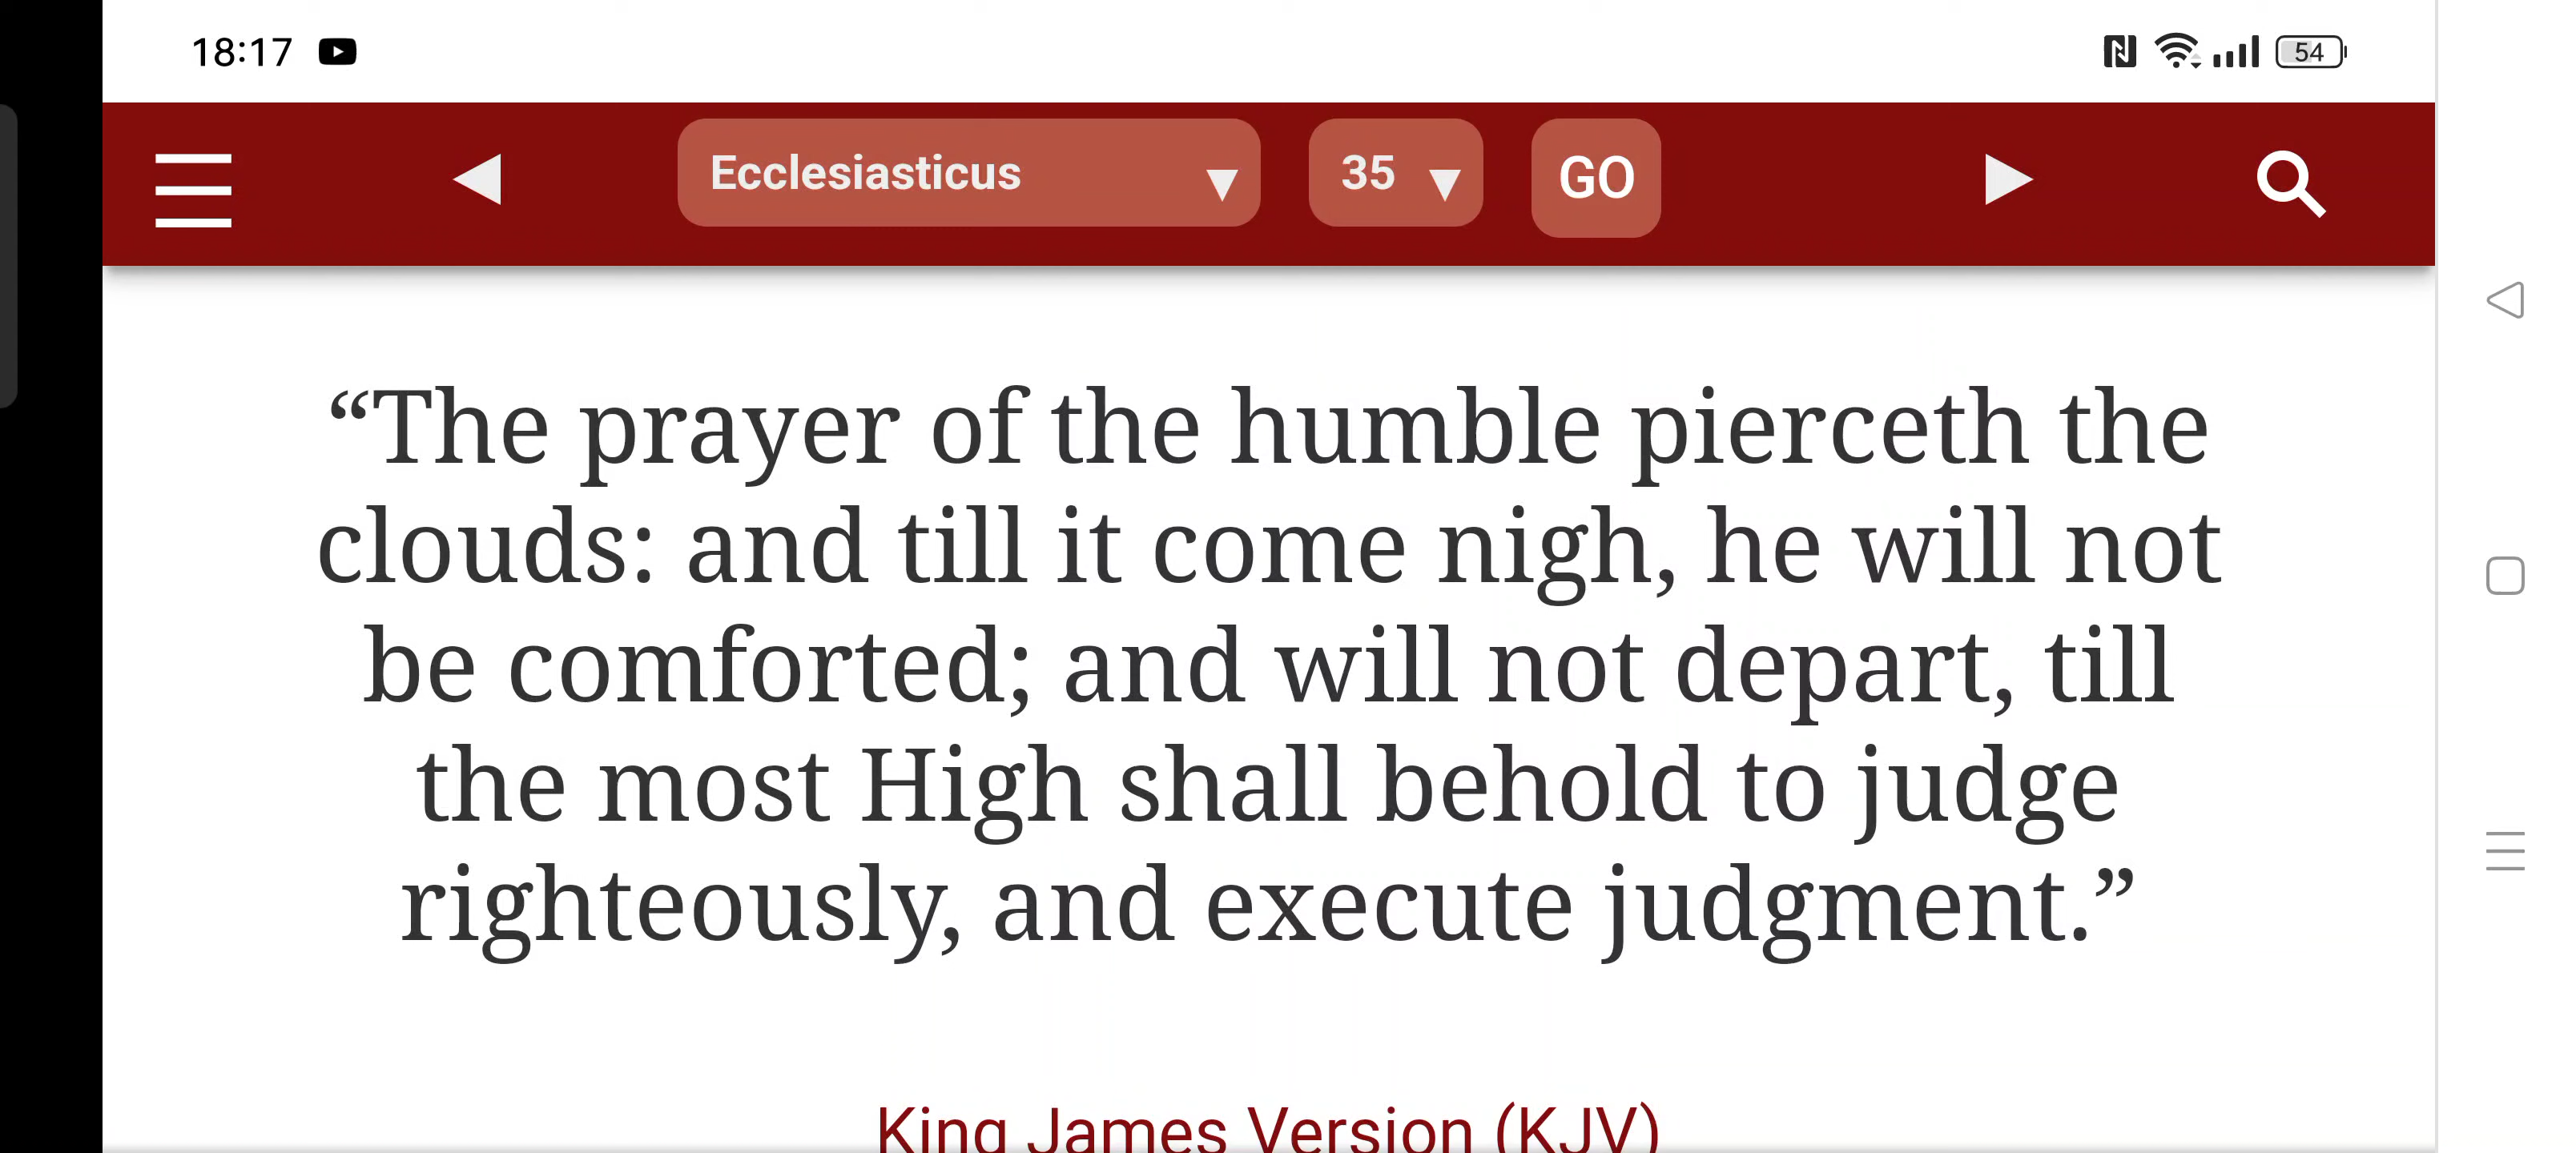 18:17 54
Ecclesiasticus 35 GO
“The prayer of the humble pierceth the
clouds: and till it come nigh, he will not
be comforted; and will not depart, till
the most High shall behold to judge
righteously, and execute judgment.”
King James Version (KJV)